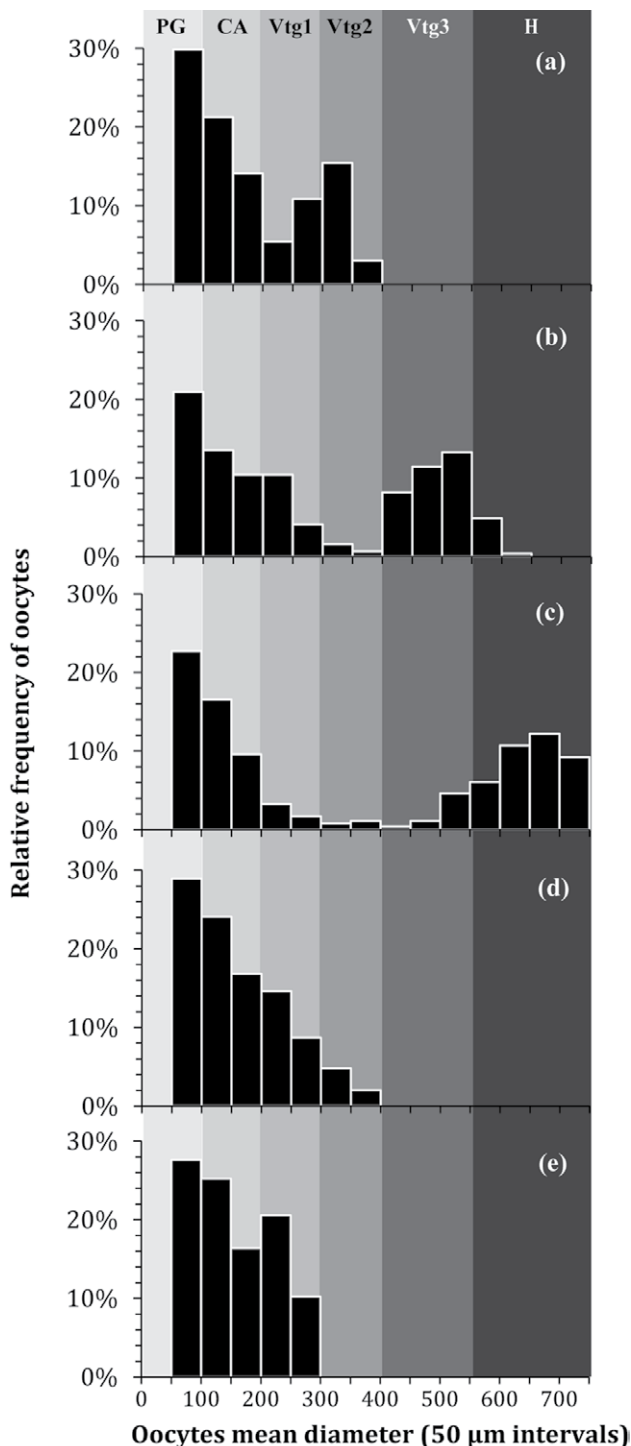 PG CA Vtg1 Vtg2 Vtg3 H
(a)
30%
20%
10%
0%
(b)
30%
20%
10%
0%
(c)
30%
20%
10%
0%
(d)
30%
20%
10%
0%
(e)
30%
20%
10%
0%
0 100 200 300 400 500 600 700
Relative frequency of oocytes
Oocytes mean diameter (50 µm intervals)